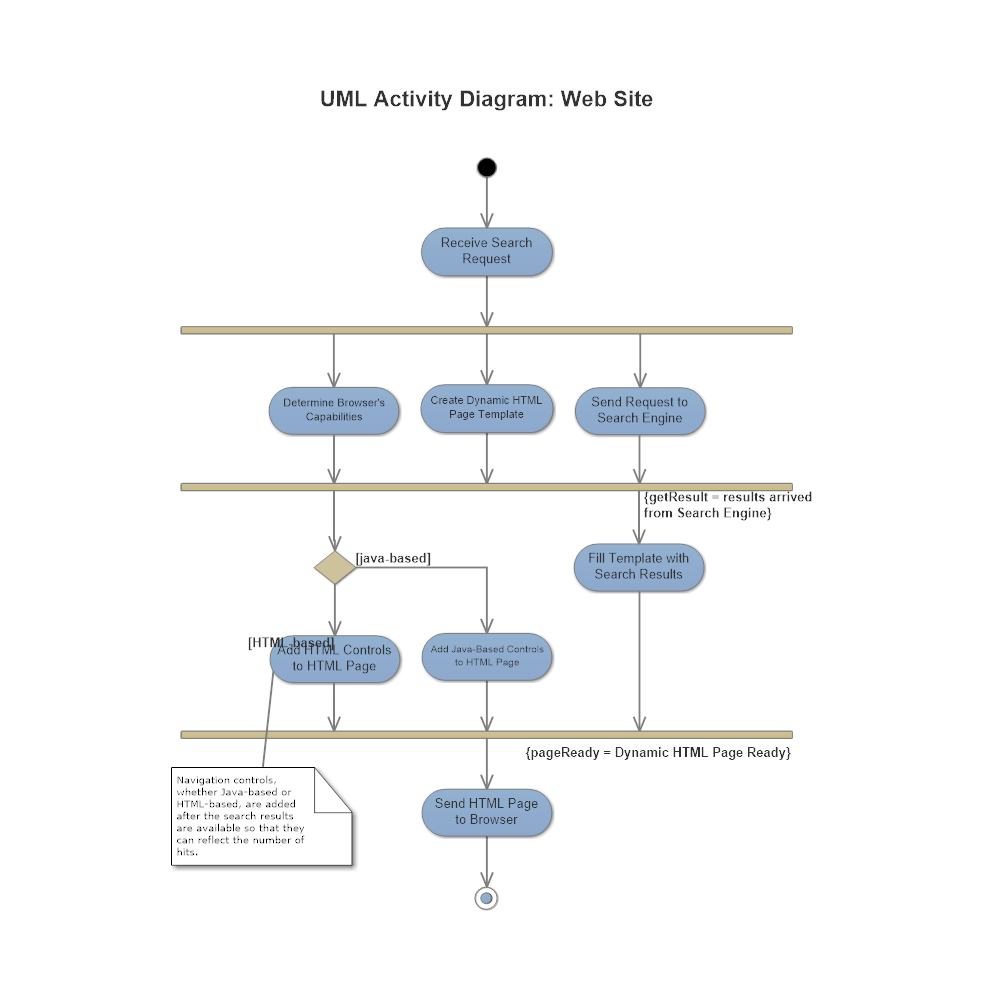 UML Activity Diagram: Web Site
Receive Search
Request
Determine Browser's
Capabilities
Create Dynamic HTML
Page Template
Send Request to
Search Engine
{getResult = results arrived
from Search Engine}
[java-based]
Fill Template with
Search Results
[HTML-based]
Add HTML Controls
to HTML Page
Add Java-Based Controls
to HTML Page
{pageReady = Dynamic HTML Page Ready}
Navigation controls,
whether Java-based or
HTML-based, are added
after the search results
are available so that they
can reflect the number of
hits.
Send HTML Page
to Browser